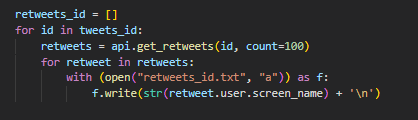 retweets_id = []
for id in tweets_id:
    retweets = api.get_retweets(id, count=100)
    for retweet in retweets:
        with (open("retweets_id.txt", "a")) as f:
            f.write(str(retweet.user.screen_name) + '\n')